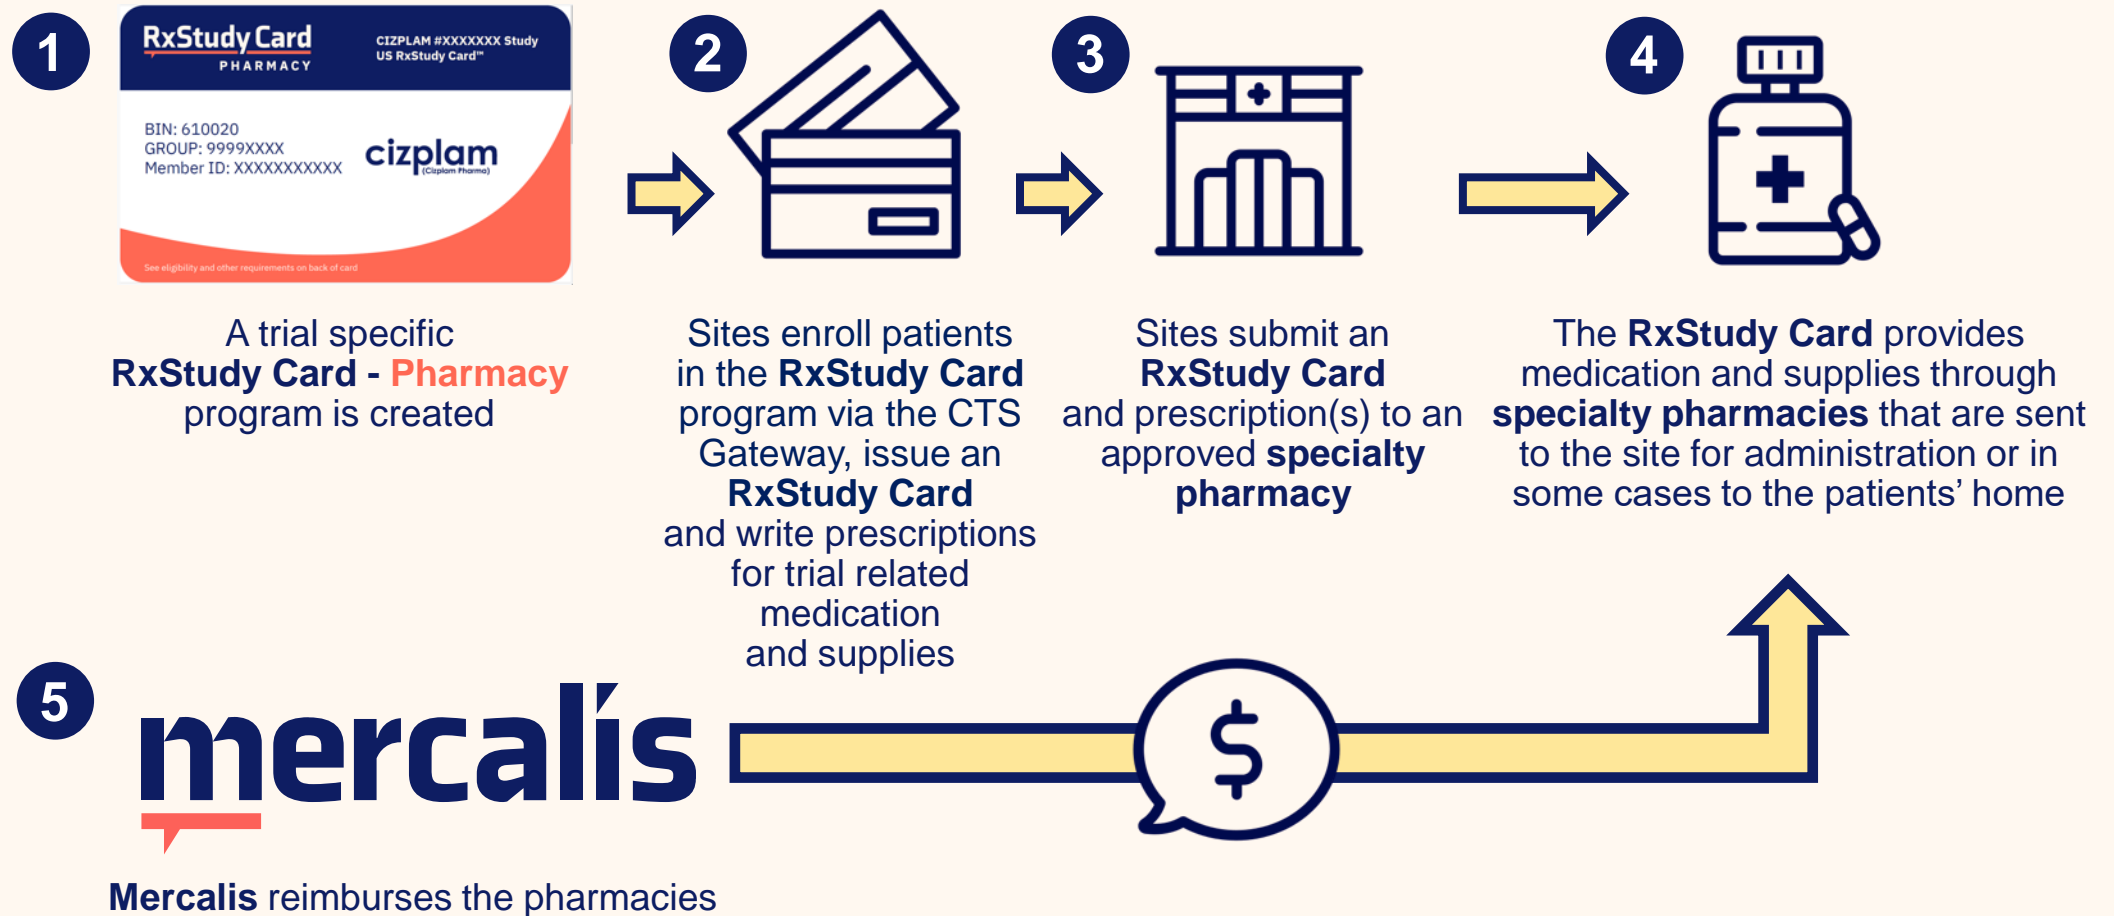 1
RxStudy Card
PHARMACY
CIZPLAM #XXXXXXX Study
US RxStudy Card™
BIN: 610020
GROUP: 9999XXXX
Member ID: XXXXXXXXXXX
cizplam
(Cizplam Pharma)
See eligibility and other requirements on back of card
A trial specific
RxStudy Card - Pharmacy
program is created
2
Sites enroll patients
in the RxStudy Card
program via the CTS
Gateway, issue an
RxStudy Card
and write prescriptions
for trial related
medication
and supplies
3
Sites submit an
RxStudy Card
and prescription(s) to an
approved specialty
pharmacy
4
The RxStudy Card provides
medication and supplies through
specialty pharmacies that are sent
to the site for administration or in
some cases to the patients’ home
5
mercalis
$
Mercalis reimburses the pharmacies